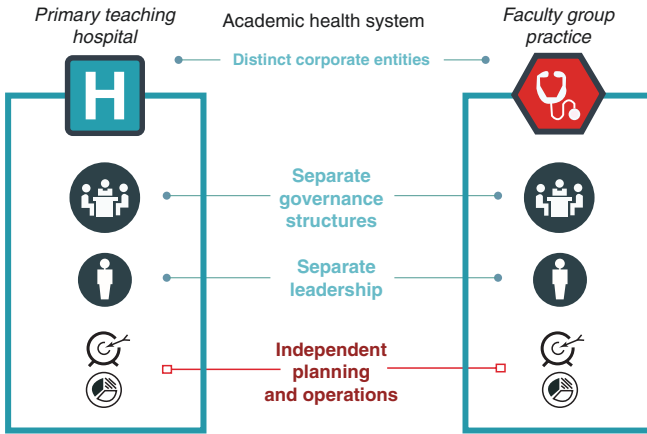 Primary teaching
hospital
Academic health system
Faculty group
practice
Distinct corporate entities
H
Separate
governance
structures
Separate
leadership
Independent
planning
and operations